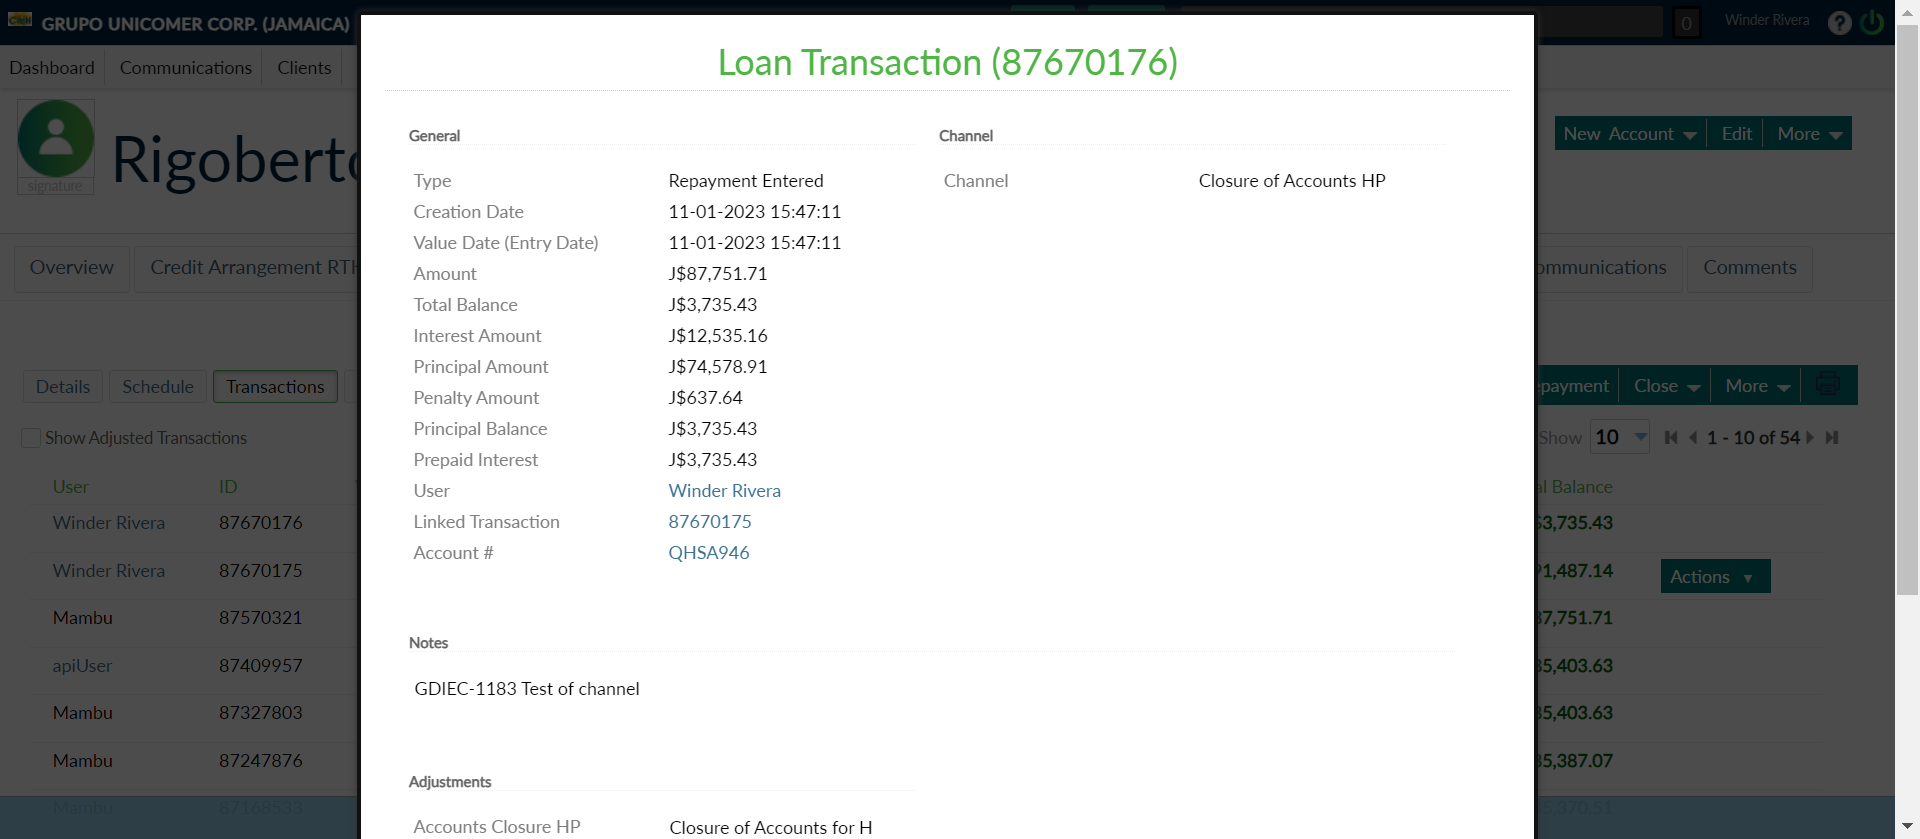 GRUPO UNICOMER CORP. (JAMAICA)
0
Winder Rivera
?
Dashboard
Communications
Clients
signature
Rigoberto
New Account
Edit
More
Overview
Credit Arrangement
Comments
Details
Schedule
Transactions
Close
More
Show Adjusted Transactions
Show
10
1 - 10 of 54
User
ID
Balance
Winder Rivera
87670176
3,735.43
Winder Rivera
87670175
1,487.14
Actions
Mambu
87570321
7,751.71
apiUser
87409957
5,403.63
Mambu
87327803
5,403.63
Mambu
87247876
5,387.07
Mambu
87168533
5,370.51
Loan Transaction (87670176)
General
Type
Repayment Entered
Creation Date
11-01-2023 15:47:11
Value Date (Entry Date)
11-01-2023 15:47:11
Amount
J$87,751.71
Total Balance
J$3,735.43
Interest Amount
J$12,535.16
Principal Amount
J$74,578.91
Penalty Amount
J$637.64
Principal Balance
J$3,735.43
Prepaid Interest
J$3,735.43
User
Winder Rivera
Linked Transaction
87670175
Account #
QHSA946
Channel
Channel
Closure of Accounts HP
Notes
GDIEC-1183 Test of channel
Adjustments
Accounts Closure HP
Closure of Accounts for H